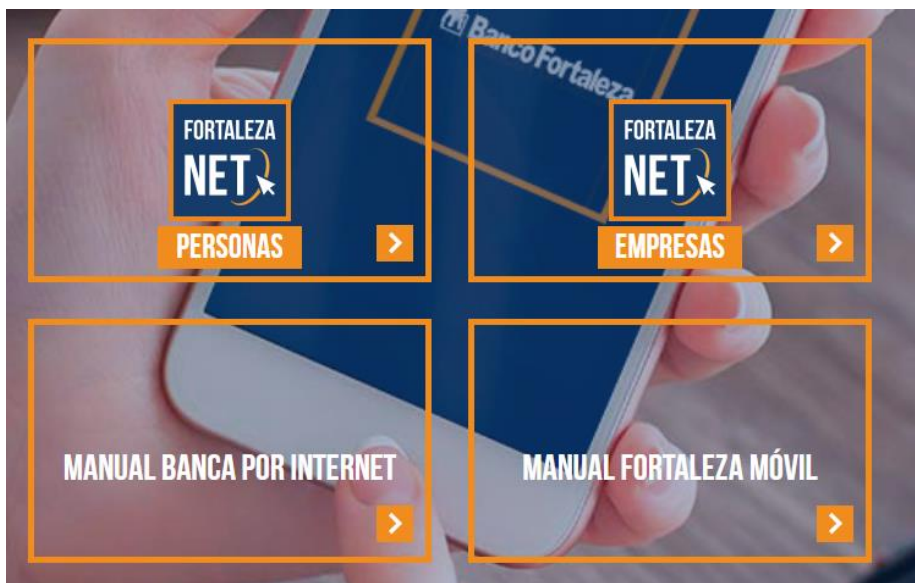 Banco Fortaleza
FORTALEZA
NET
PERSONAS
FORTALEZA
NET
EMPRESAS
MANUAL BANCA POR INTERNET
MANUAL FORTALEZA MÓVIL